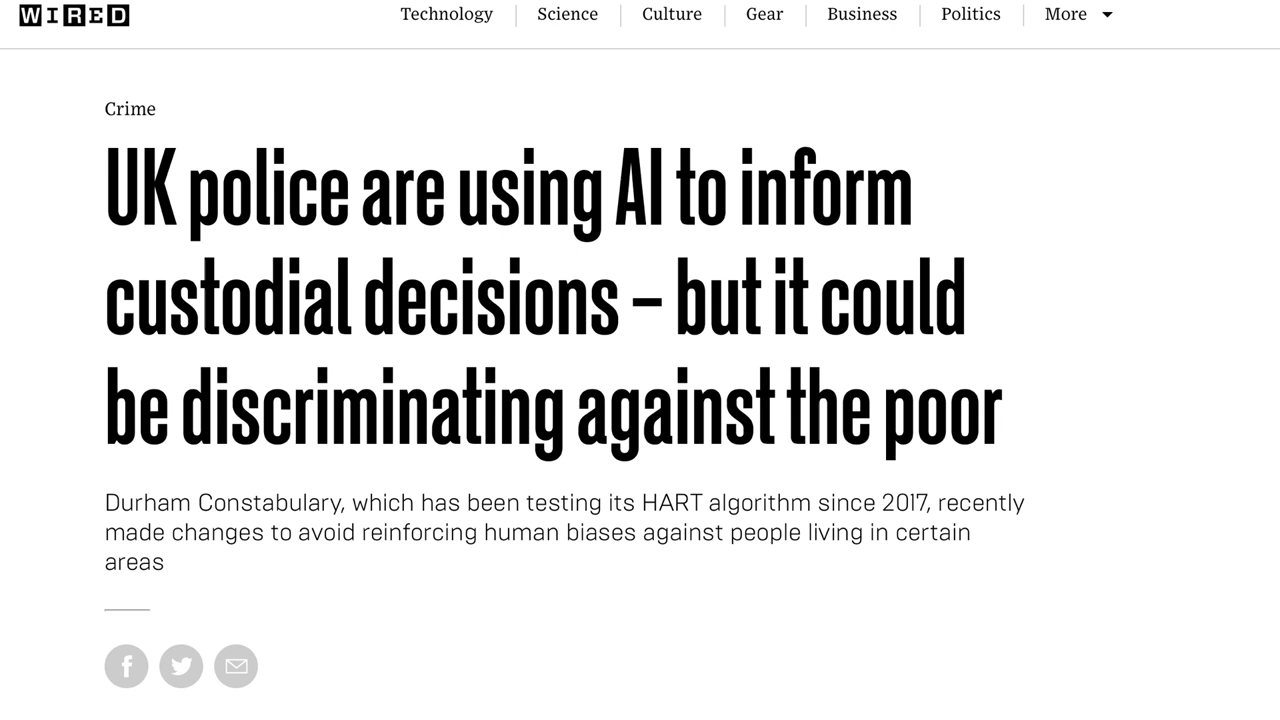 WIRED
Technology Science Culture Gear Business Politics More
Crime
UK police are using AI to inform
custodial decisions – but it could
be discriminating against the poor
Durham Constabulary, which has been testing its HART algorithm since 2017, recently
made changes to avoid reinforcing human biases against people living in certain
areas